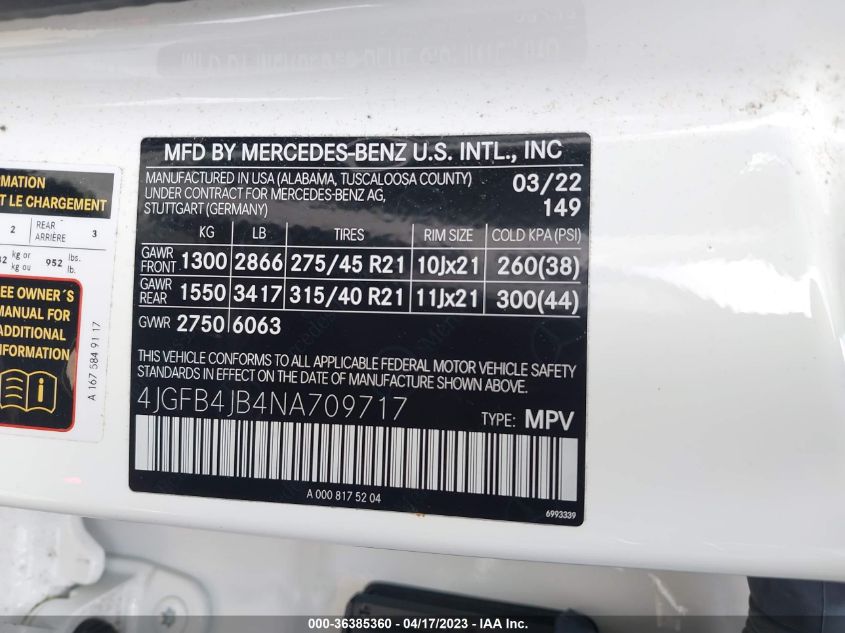 MFD BY MERCEDES-BENZ U.S. INTL., INC
MANUFACTURED IN USA (ALABAMA, TUSCALOOSA COUNTY)
UNDER CONTRACT FOR MERCEDES-BENZ AG,
STUTTGART (GERMANY)
03/22
149
KG LB TIRES RIM SIZE COLD KPA (PSI)
GAWR FRONT 1300 2866 275/45 R21 10Jx21 260(38)
GAWR REAR 1550 3417 315/40 R21 11Jx21 300(44)
GVWR 2750 6063
THIS VEHICLE CONFORMS TO ALL APPLICABLE FEDERAL MOTOR VEHICLE SAFETY
STANDARDS IN EFFECT ON THE DATE OF MANUFACTURE SHOWN ABOVE.
4JGFB4JB4NA709717
TYPE: MPV
A 000 817 52 04
6993339
RMATION
T LE CHARGEMENT
2 REAR ARRIÈRE 3
kg or kg ou 952 lbs. lb.
EE OWNER´S
MANUAL FOR
ADDITIONAL
INFORMATION
A 167 584 91 17
000-36385360 - 04/17/2023 - IAA Inc.